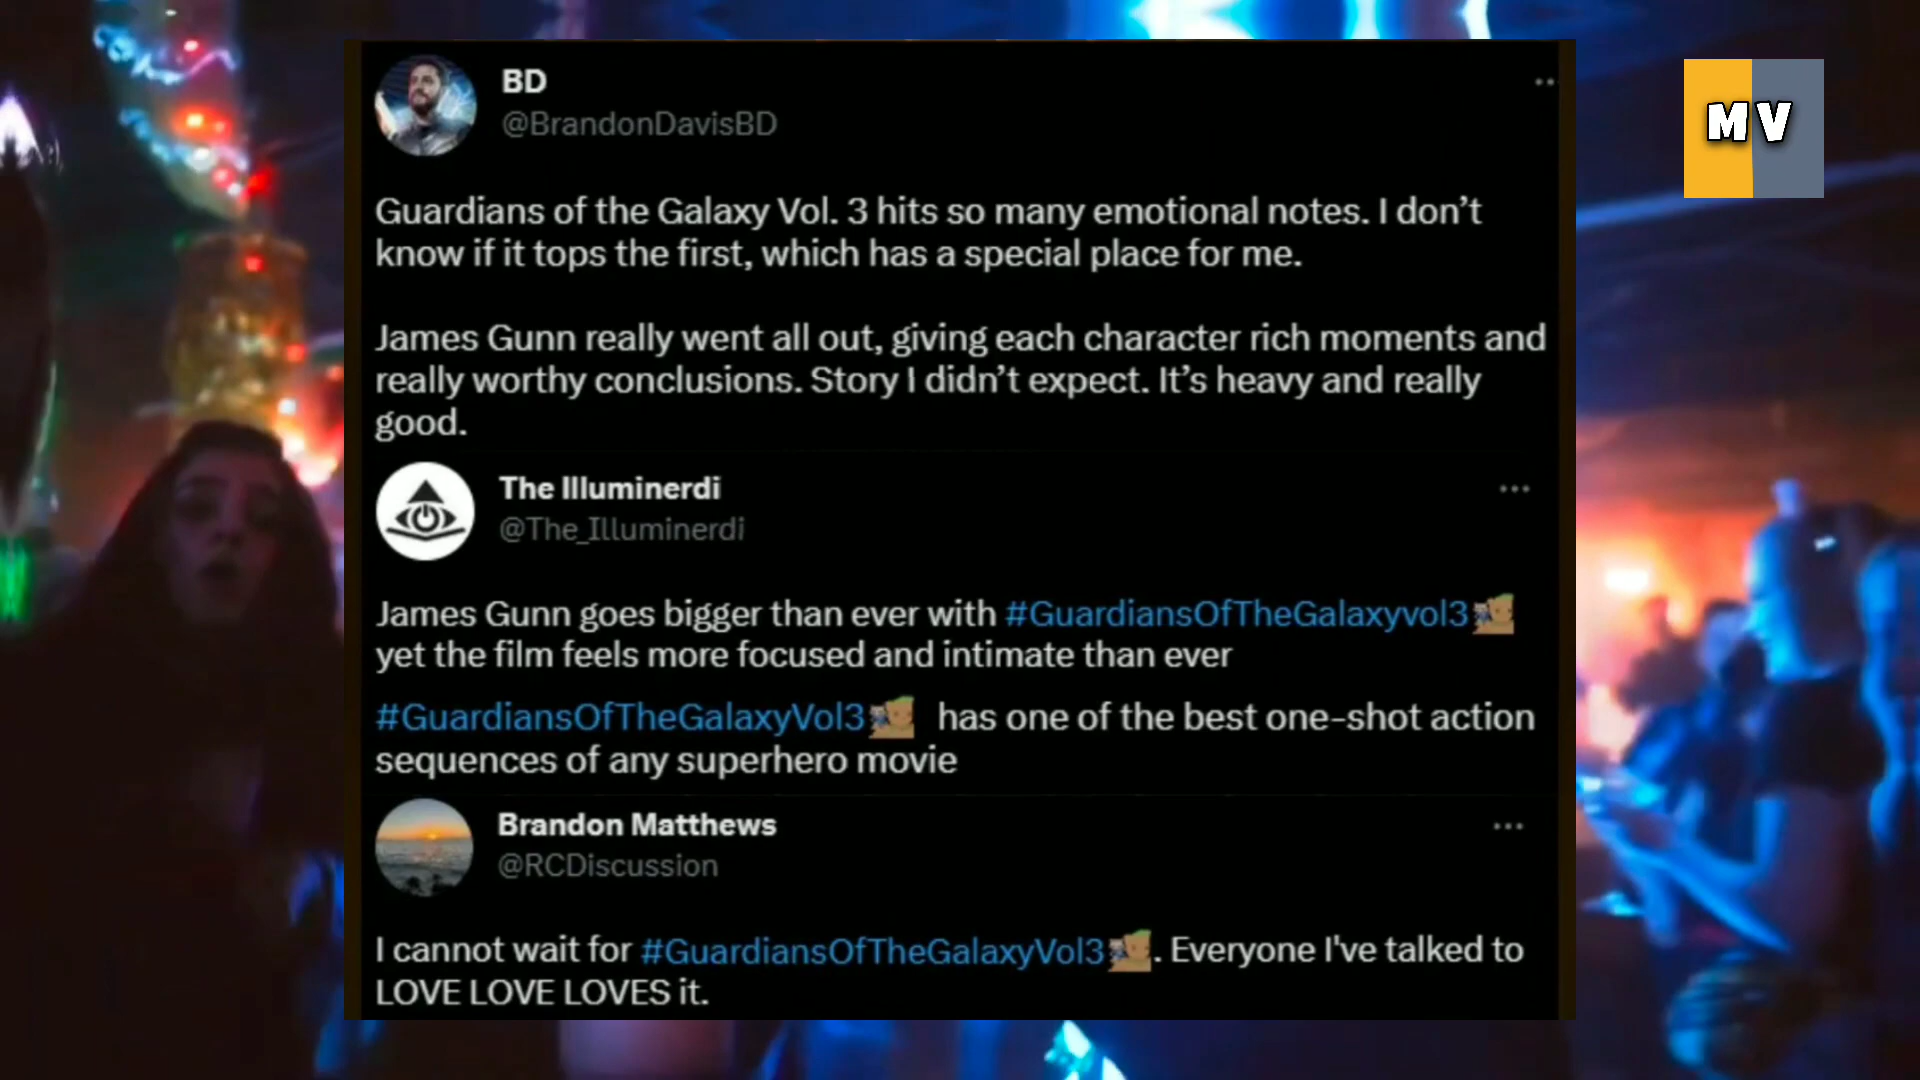 BD
@BrandonDavisBD
Guardians of the Galaxy Vol. 3 hits so many emotional notes. I don’t
know if it tops the first, which has a special place for me.
James Gunn really went all out, giving each character rich moments and
really worthy conclusions. Story I didn’t expect. It’s heavy and really
good.
The Illuminerdi
@The_Illuminerdi
James Gunn goes bigger than ever with #GuardiansOfTheGalaxyvol3
yet the film feels more focused and intimate than ever
#GuardiansOfTheGalaxyVol3 has one of the best one-shot action
sequences of any superhero movie
Brandon Matthews
@RCDiscussion
I cannot wait for #GuardiansOfTheGalaxyVol3. Everyone I've talked to
LOVE LOVE LOVES it.
MV